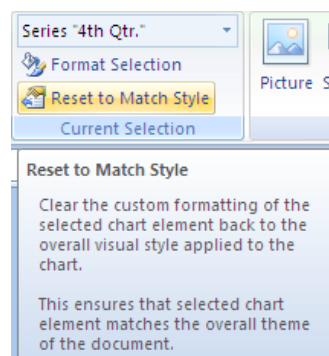 Series "4th Qtr."
Format Selection
Reset to Match Style
Current Selection
Picture
Reset to Match Style
Clear the custom formatting of the
selected chart element back to the
overall visual style applied to the
chart.
This ensures that selected chart
element matches the overall theme
of the document.